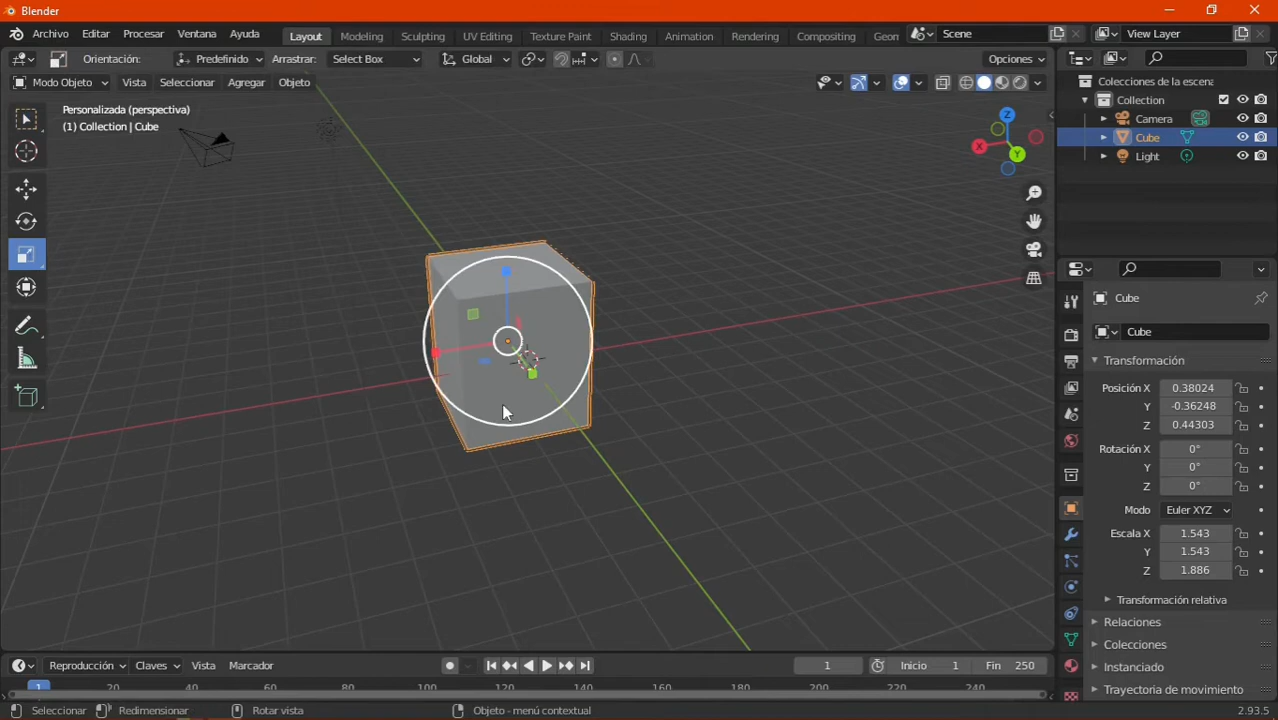 Blender
Archivo Editar Procesar Ventana Ayuda Layout Modeling Sculpting UV Editing Texture Paint Shading Animation Rendering Compositing Geom Scene View Layer
Orientación: Predefinido Arrastrar: Select Box Global Opciones
Modo Objeto Vista Seleccionar Agregar Objeto
Personalizada (perspectiva)
(1) Collection | Cube
X
Y
Z
Colecciones de la escena
Collection
Camera
Cube
Light
Cube
Cube
Transformación
Posición X 0.38024
Y -0.36248
Z 0.44303
Rotación X 0°
Y 0°
Z 0°
Modo Euler XYZ
Escala X 1.543
Y 1.543
Z 1.886
Transformación relativa
Relaciones
Colecciones
Instanciado
Trayectoria de movimiento
Reproducción Claves Vista Marcador 1 Inicio 1 Fin 250
1 20 40 60 80 100 120 140 160 180 200 220 240
Seleccionar Redimensionar Rotar vista Objeto - menú contextual 2.93.5